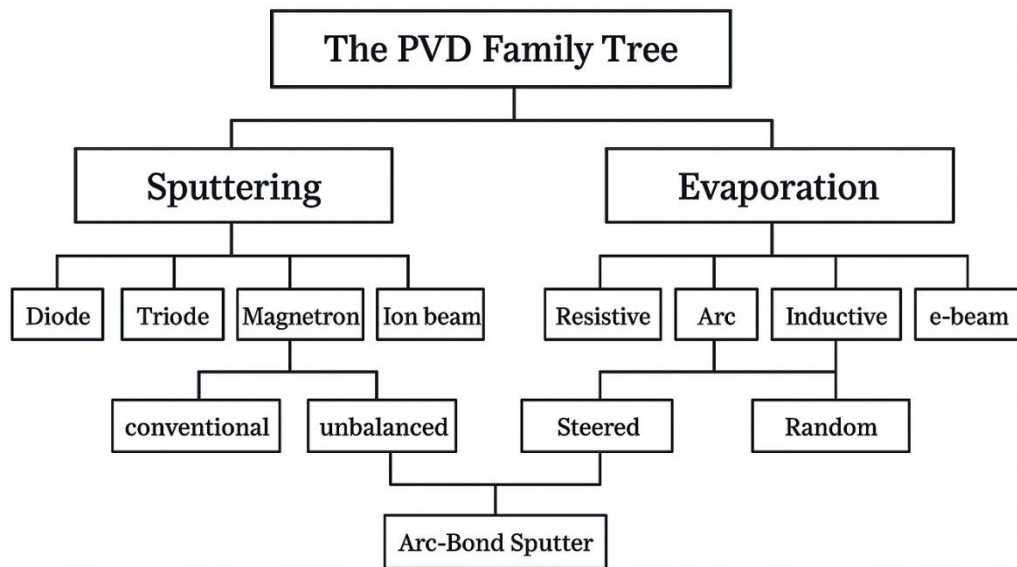 The PVD Family Tree
Sputtering
Evaporation
Diode
Triode
Magnetron
Ion beam
Resistive
Arc
Inductive
e-beam
conventional
unbalanced
Steered
Random
Arc-Bond Sputter